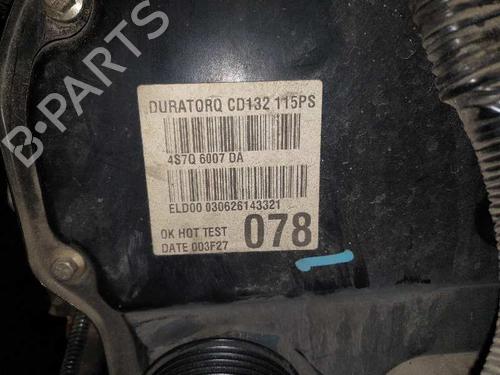 DURATORQ CD132 115PS
4S7Q 6007 DA
ELD00 030626143321
OK HOT TEST
DATE 003F27
078
B-PARTS